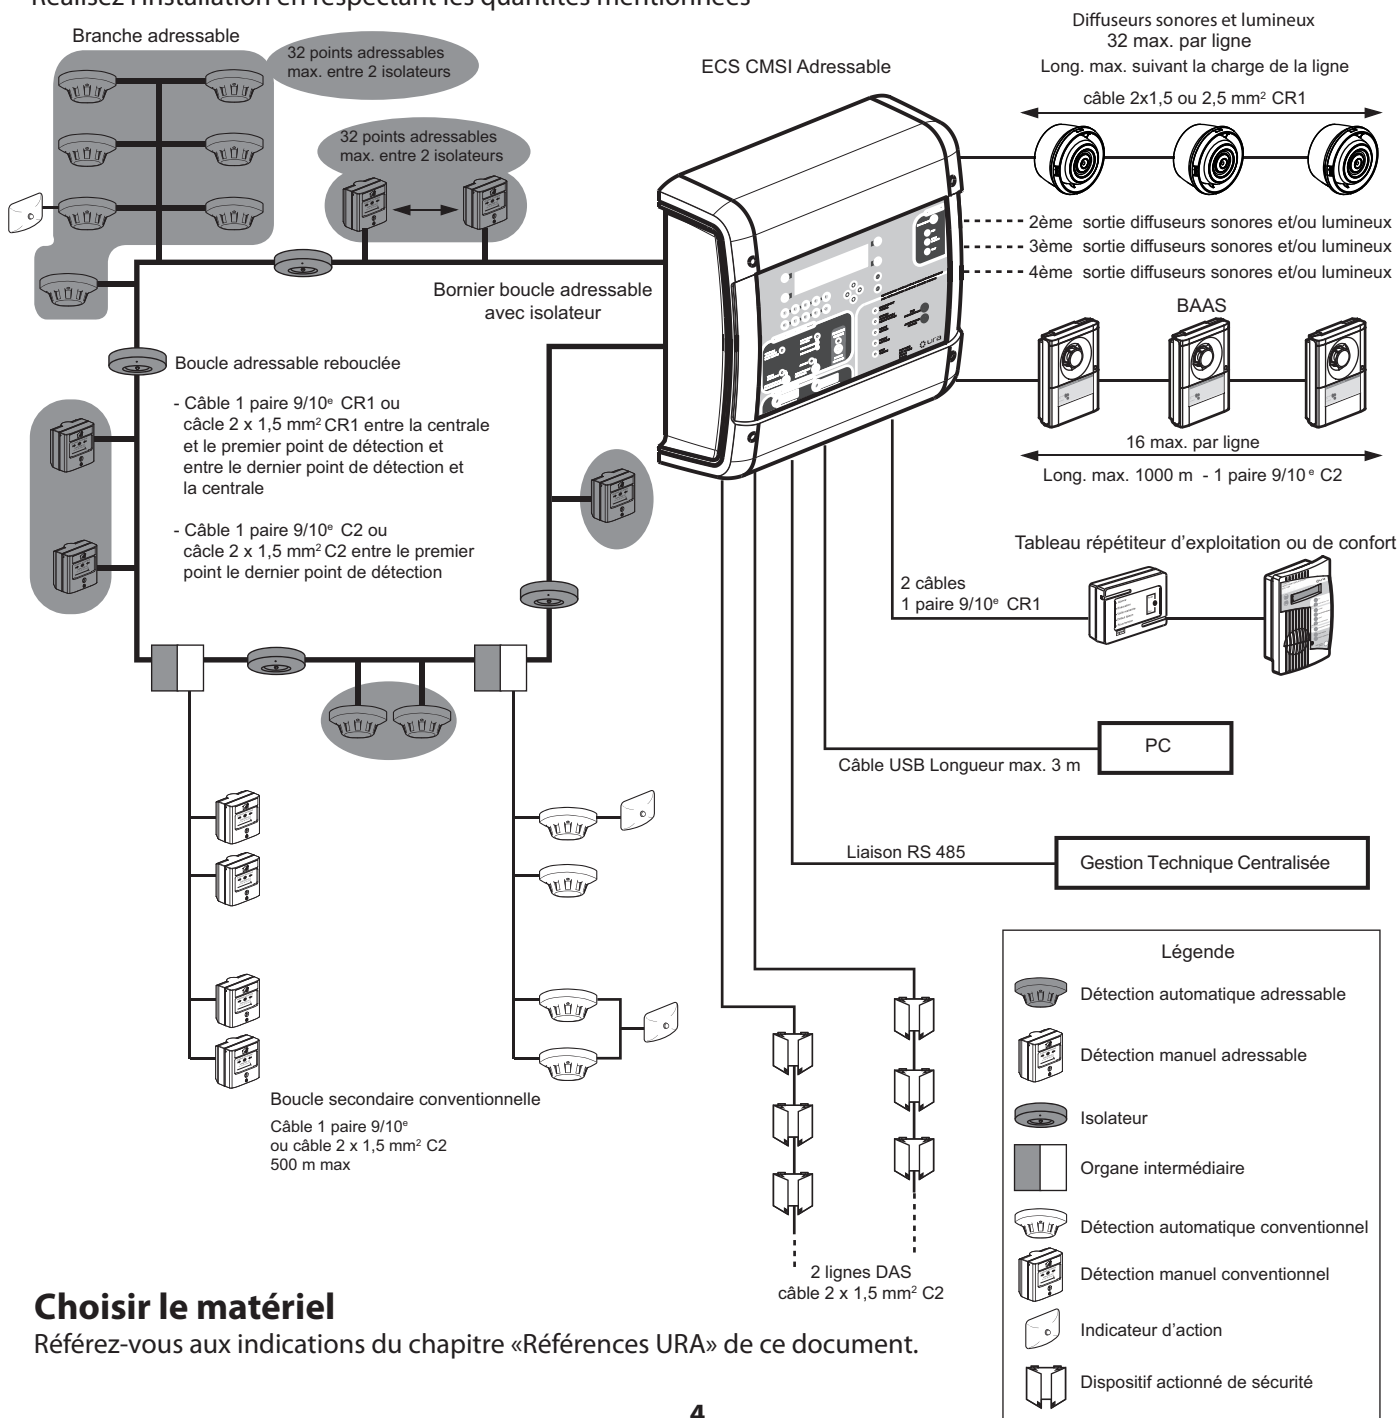 Réalisez l'installation en respectant les quantités mentionnées
Branche adressable
32 points adressables
max. entre 2 isolateurs
32 points adressables
max. entre 2 isolateurs
ECS CMSI Adressable
Diffuseurs sonores et lumineux
32 max. par ligne
Long. max. suivant la charge de la ligne
câble 2x1,5 ou 2,5 mm² CR1
2ème sortie diffuseurs sonores et/ou lumineux
3ème sortie diffuseurs sonores et/ou lumineux
4ème sortie diffuseurs sonores et/ou lumineux
Bornier boucle adressable
avec isolateur
ura
BAAS
16 max. par ligne
Long. max. 1000 m - 1 paire 9/10e C2
Boucle adressable rebouclée
- Câble 1 paire 9/10e CR1 ou
câcle 2 x 1,5 mm² CR1 entre la centrale
et le premier point de détection et
entre le dernier point de détection et
la centrale
- Câble 1 paire 9/10e C2 ou
câcle 2 x 1,5 mm² C2 entre le premier
point le dernier point de détection
Tableau répétiteur d'exploitation ou de confort
2 câbles
1 paire 9/10e CR1
PC
Câble USB Longueur max. 3 m
Liaison RS 485
Gestion Technique Centralisée
Boucle secondaire conventionnelle
Câble 1 paire 9/10e
ou câble 2 x 1,5 mm² C2
500 m max
2 lignes DAS
câble 2 x 1,5 mm² C2
Légende
Détection automatique adressable
Détection manuel adressable
Isolateur
Organe intermédiaire
Détection automatique conventionnel
Détection manuel conventionnel
Indicateur d'action
Dispositif actionné de sécurité
Choisir le matériel
Référez-vous aux indications du chapitre «Références URA» de ce document.
4